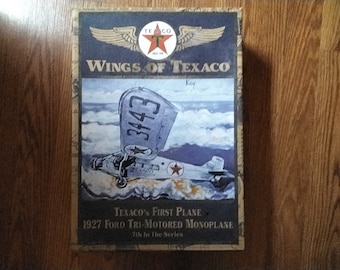 TEXACO
T
WINGS OF TEXACO
3443
TEXACO'S FIRST PLANE
1927 FORD TRI-MOTORED MONOPLANE
7th In The Series